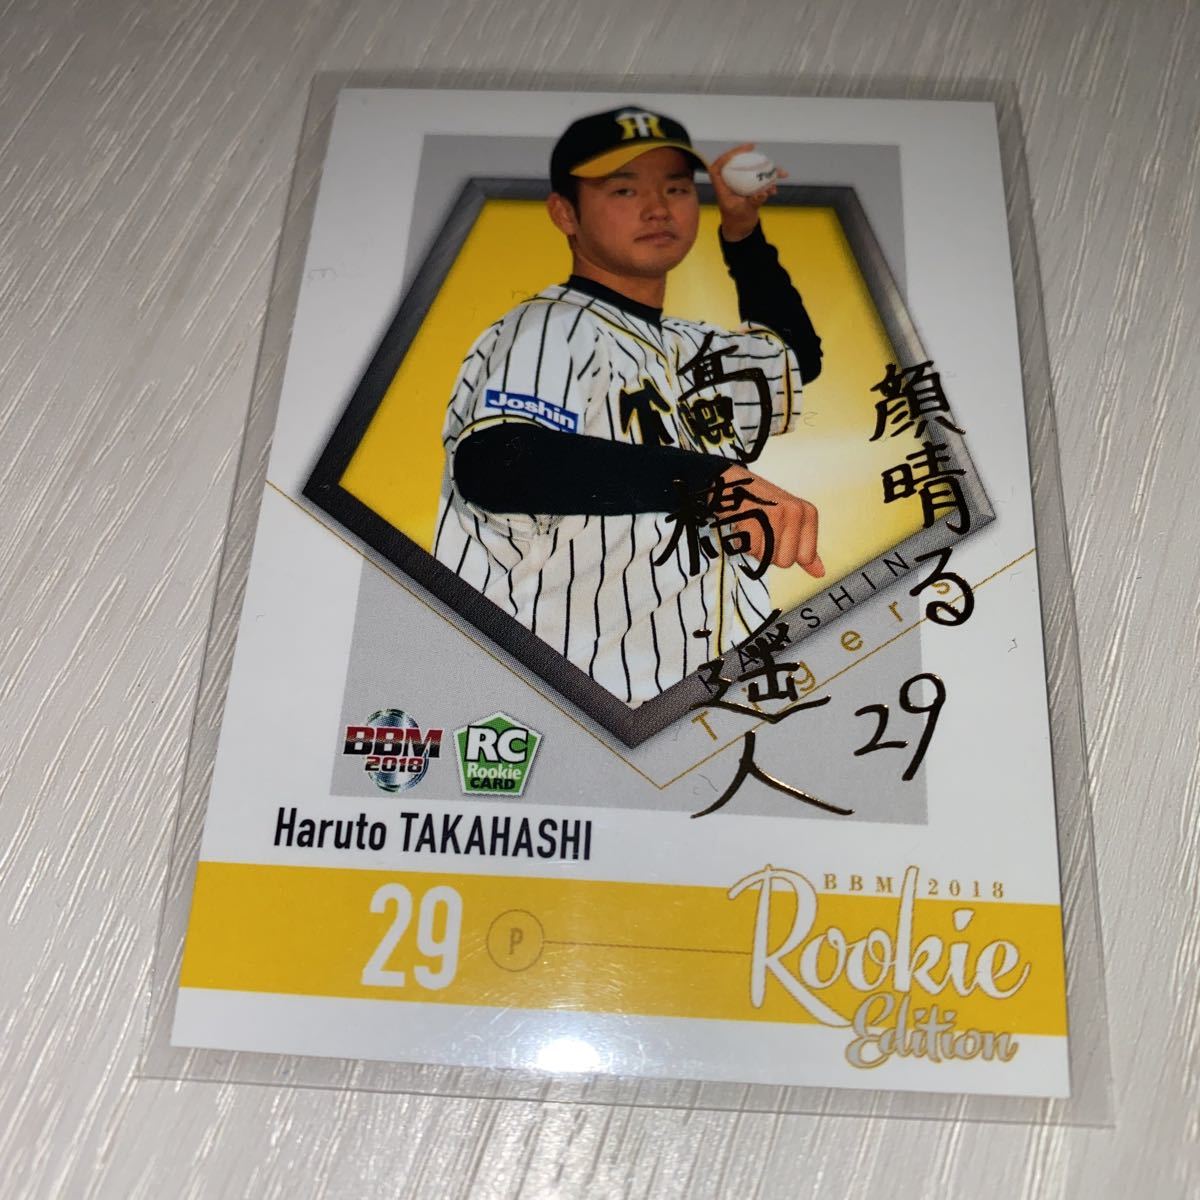 Joshin
顔晴る
29
髙橋遥人
HANSHIN
Tigers
BBM
2018
RC
Rookie
CARD
Haruto TAKAHASHI
29 P
BBM 2018
Rookie
Edition